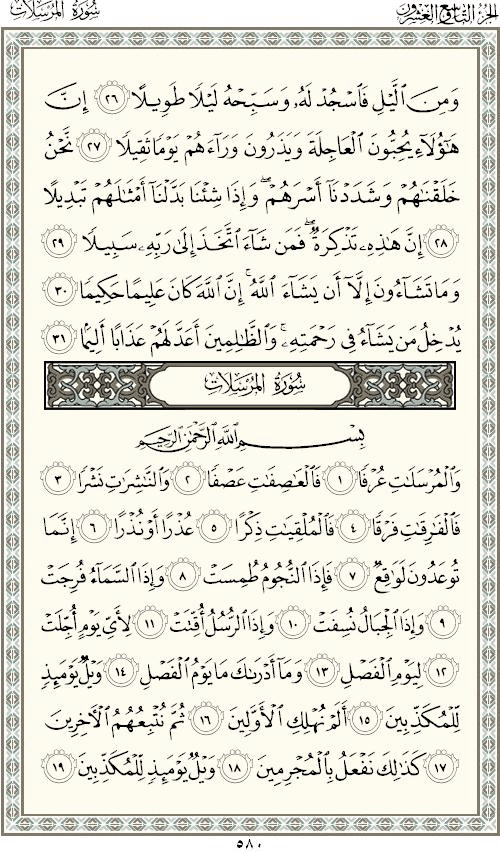 الجزء التاسع والعشرون
سورة المرسلات
وَمِنَ ٱلَّيۡلِ فَٱسۡجُدۡ لَهُۥ وَسَبِّحۡهُ لَيۡلٗا طَوِيلًا ٢٦ إِنَّ
هَٰٓؤُلَآءِ يُحِبُّونَ ٱلۡعَاجِلَةَ وَيَذَرُونَ وَرَآءَهُمۡ يَوۡمٗا ثَقِيلٗا ٢٧ نَّحۡنُ
خَلَقۡنَٰهُمۡ وَشَدَدۡنَآ أَسۡرَهُمۡۖ وَإِذَا شِئۡنَا بَدَّلۡنَآ أَمۡثَٰلَهُمۡ تَبۡدِيلًا
٢٨ إِنَّ هَٰذِهِۦ تَذۡكِرَةٞۖ فَمَن شَآءَ ٱتَّخَذَ إِلَىٰ رَبِّهِۦ سَبِيلٗا ٢٩
وَمَا تَشَآءُونَ إِلَّآ أَن يَشَآءَ ٱللَّهُۚ إِنَّ ٱللَّهَ كَانَ عَلِيمًا حَكِيمٗا ٣٠
يُدۡخِلُ مَن يَشَآءُ فِي رَحۡمَتِهِۦۚ وَٱلظَّٰلِمِينَ أَعَدَّ لَهُمۡ عَذَابًا أَلِيمَۢا ٣١
سُورَةُ المُرۡسَلَاتِ
بِسۡمِ ٱللَّهِ ٱلرَّحۡمَٰنِ ٱلرَّحِيمِ
وَٱلۡمُرۡسَلَٰتِ عُرۡفٗا ١ فَٱلۡعَٰصِفَٰتِ عَصۡفٗا ٢ وَٱلنَّٰشِرَٰتِ نَشۡرٗا ٣
فَٱلۡفَٰرِقَٰتِ فَرۡقٗا ٤ فَٱلۡمُلۡقِيَٰتِ ذِكۡرًا ٥ عُذۡرًا أَوۡ نُذۡرًا ٦ إِنَّمَا
تُوعَدُونَ لَوَٰقِعٞ ٧ فَإِذَا ٱلنُّجُومُ طُمِسَتۡ ٨ وَإِذَا ٱلسَّمَآءُ فُرِجَتۡ
٩ وَإِذَا ٱلۡجِبَالُ نُسِفَتۡ ١٠ وَإِذَا ٱلرُّسُلُ أُقِّتَتۡ ١١ لِأَيِّ يَوۡمٍ أُجِّلَتۡ
١٢ لِيَوۡمِ ٱلۡفَصۡلِ ١٣ وَمَآ أَدۡرَىٰكَ مَا يَوۡمُ ٱلۡفَصۡلِ ١٤ وَيۡلٞ يَوۡمَئِذٖ
لِّلۡمُكَذِّبِينَ ١٥ أَلَمۡ نُهۡلِكِ ٱلۡأَوَّلِينَ ١٦ ثُمَّ نُتۡبِعُهُمُ ٱلۡأٓخِرِينَ
١٧ كَذَٰلِكَ نَفۡعَلُ بِٱلۡمُجۡرِمِينَ ١٨ وَيۡلٞ يَوۡمَئِذٖ لِّلۡمُكَذِّبِينَ ١٩
٥٨٠